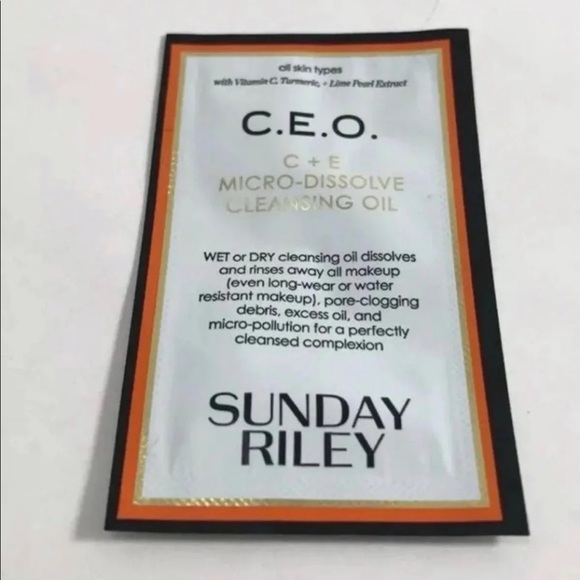 all skin types
with Vitamin C, Turmeric, + Lime Pearl Extract
C.E.O.
C + E
MICRO-DISSOLVE
CLEANSING OIL
WET or DRY cleansing oil dissolves
and rinses away all makeup
(even long-wear or water
resistant makeup), pore-clogging
debris, excess oil, and
micro-pollution for a perfectly
cleansed complexion
SUNDAY
RILEY